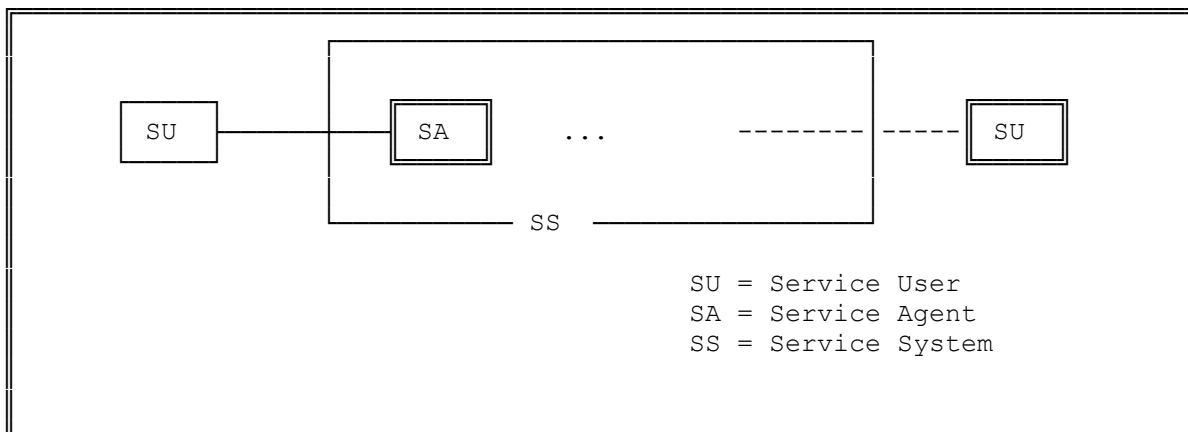 SU SA ... SU
SS
SU = Service User
SA = Service Agent
SS = Service System